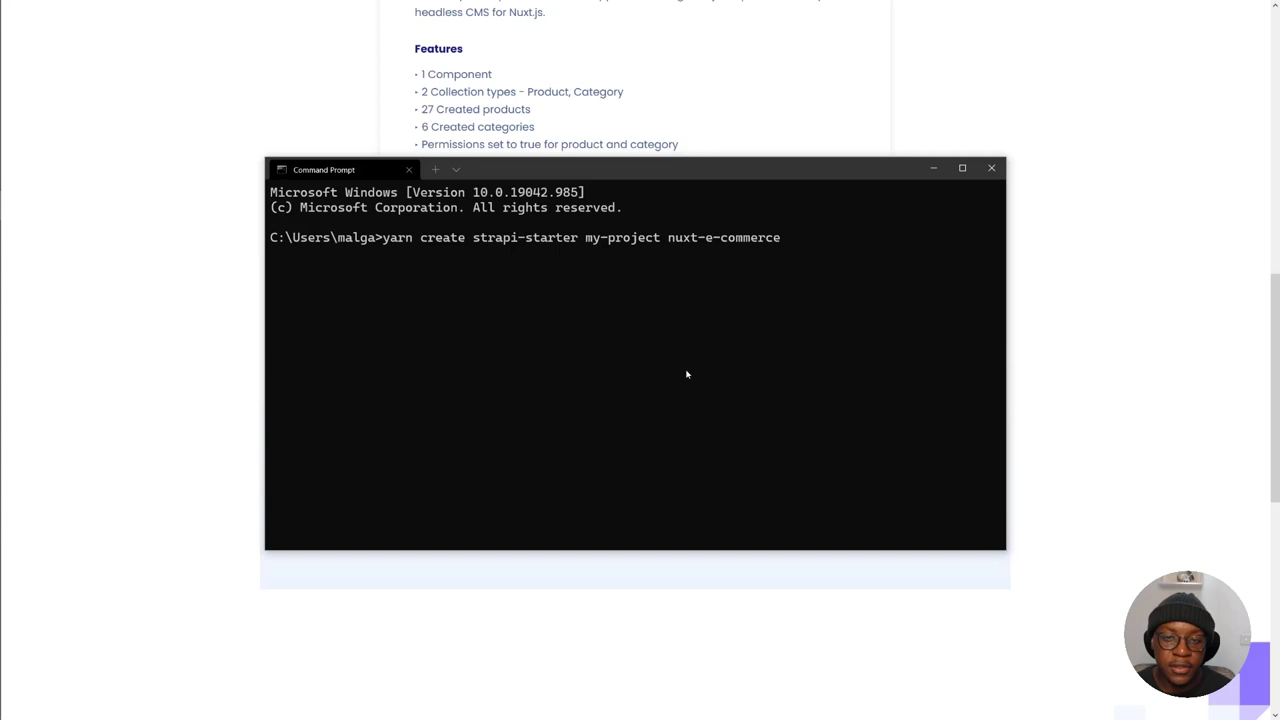 headless CMS for Nuxt.js.
Features
‣ 1 Component
‣ 2 Collection types - Product, Category
‣ 27 Created products
‣ 6 Created categories
‣ Permissions set to true for product and category
Command Prompt
Microsoft Windows [Version 10.0.19042.985]
(c) Microsoft Corporation. All rights reserved.
C:\Users\malga>yarn create strapi-starter my-project nuxt-e-commerce